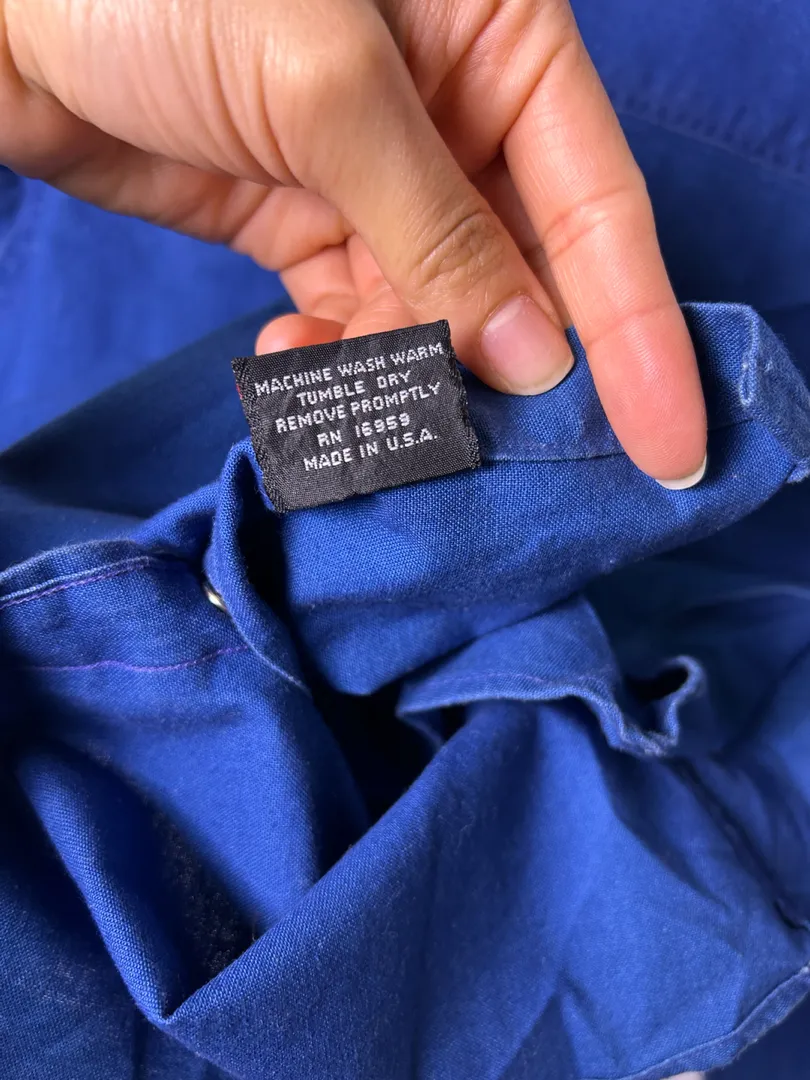 MACHINE WASH WARM
TUMBLE DRY
REMOVE PROMPTLY
RN 16959
MADE IN U.S.A.